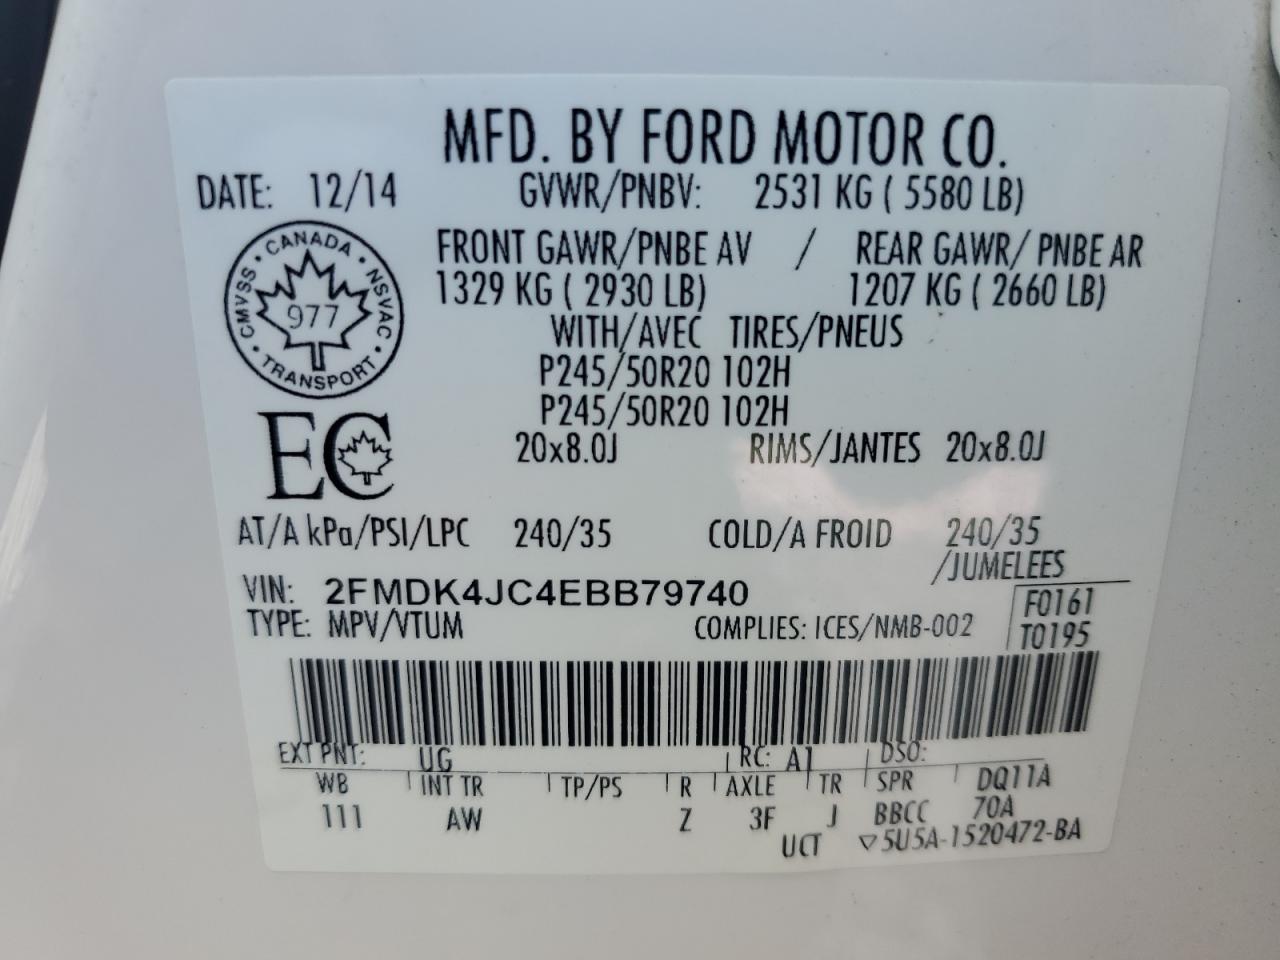 MFD. BY FORD MOTOR CO.
DATE: 12/14 GVWR/PNBV: 2531 KG ( 5580 LB)
FRONT GAWR/PNBE AV / REAR GAWR/ PNBE AR
1329 KG ( 2930 LB) 1207 KG ( 2660 LB)
WITH/AVEC TIRES/PNEUS
P245/50R20 102H
P245/50R20 102H
20x8.0J RIMS/JANTES 20x8.0J
CANADA · NSVAC · TRANSPORT · CMVSS ·
977
EC
AT/A kPa/PSI/LPC 240/35 COLD/A FROID 240/35
/JUMELEES
VIN: 2FMDK4JC4EBB79740 F0161
TYPE: MPV/VTUM COMPLIES: ICES/NMB-002 T0195
EXT PNT: UG RC: A1 DSO:
WB INT TR TP/PS R AXLE TR SPR DQ11A
111 AW Z 3F J BBCC 70A
UCT ▽5U5A-1520472-BA